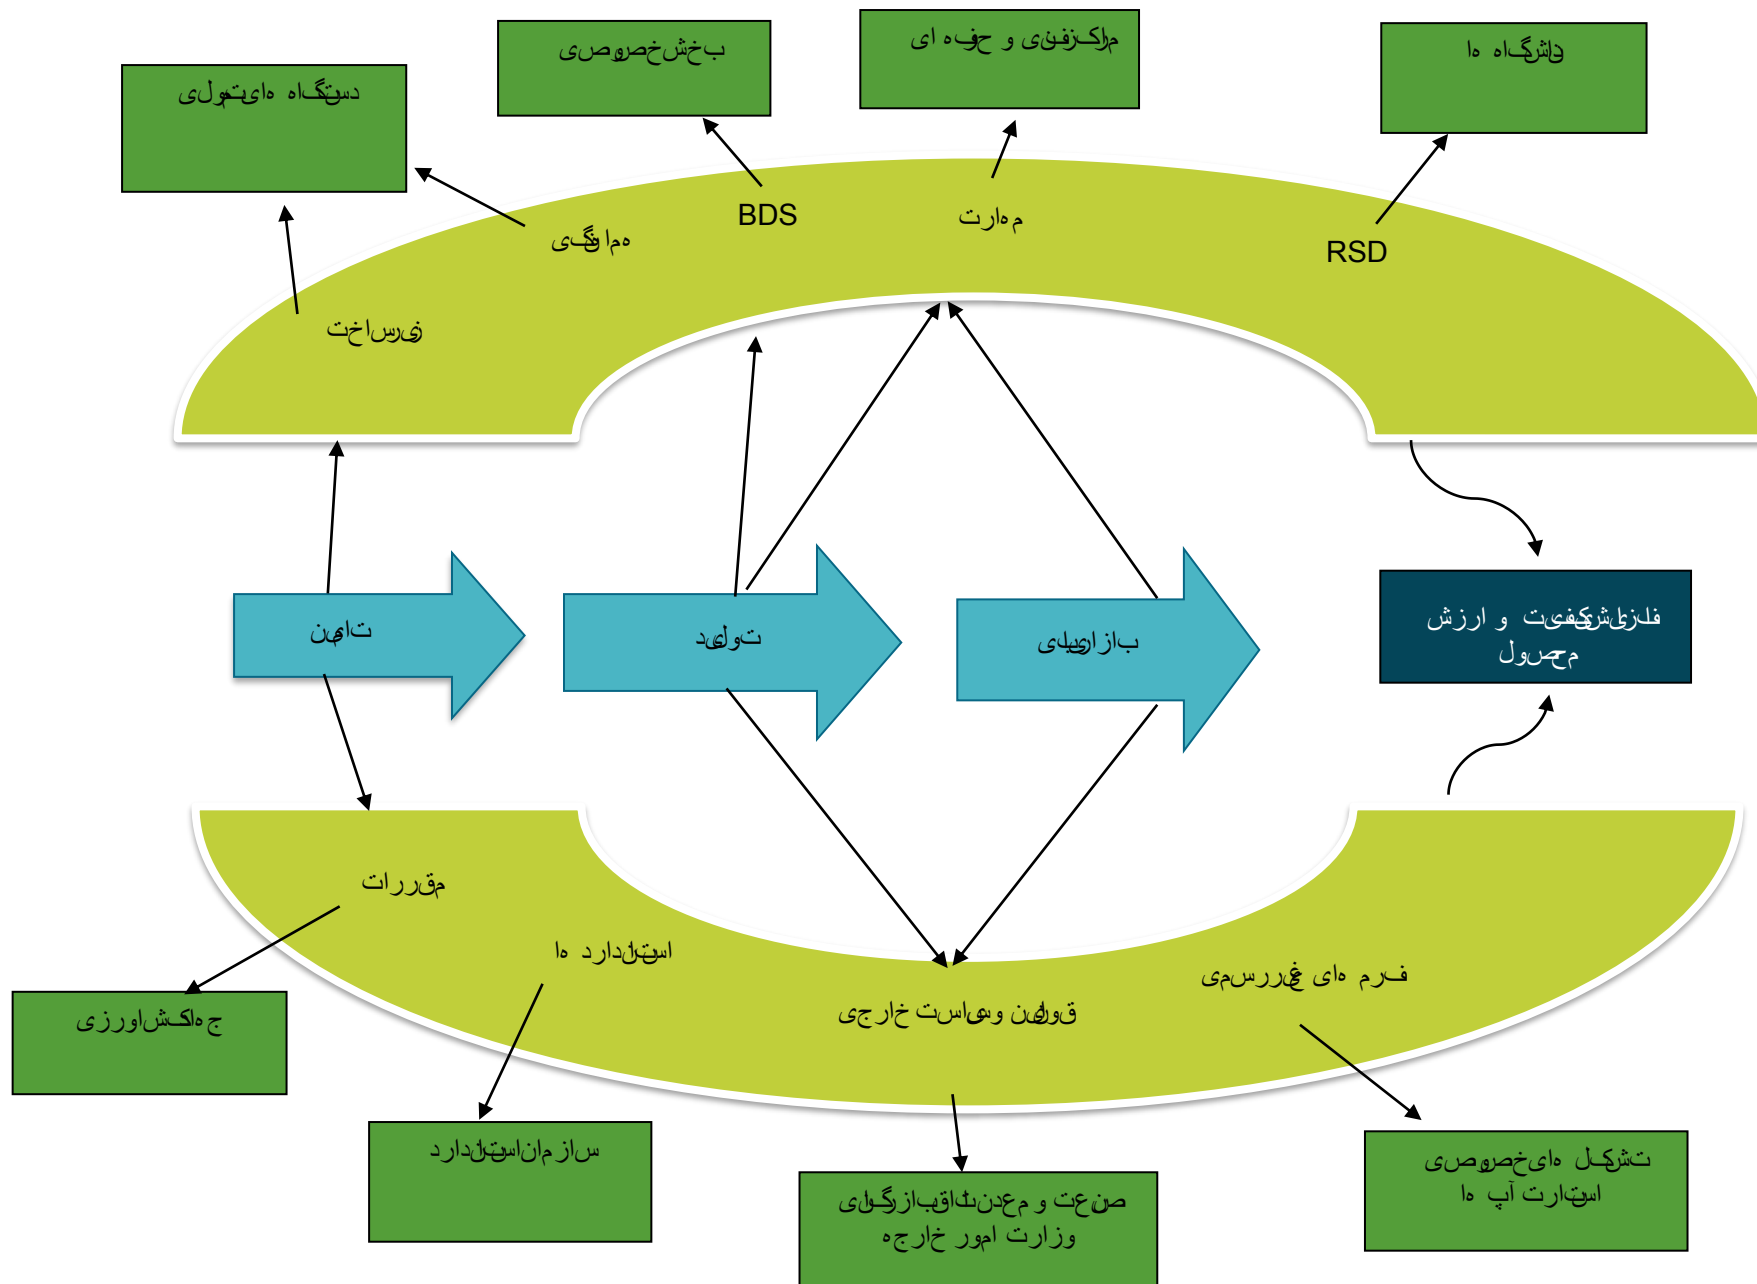 دستگاه های متولی
بخش خصوصی
مراکز فنی و حرفه ای
دانشگاه ها
زیرساخت
هماهنگی
BDS
مهارت
RSD
تامین
تولید
بازاریابی
افزایش کیفیت و ارزش
محصول
مقررات
استاندارد ها
قوانین و سیاست خارجی
فرم های غیررسمی
جهاد کشاورزی
سازمان استاندارد
صنعت و معدن اتاق بازرگانی
وزارت امور خارجه
تشکل های خصوصی
استارت آپ ها